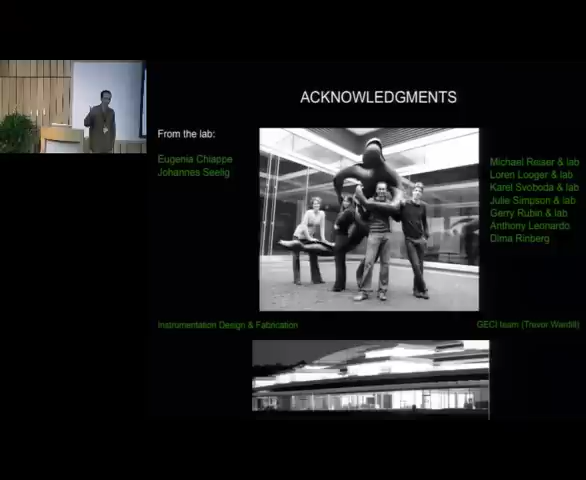 ACKNOWLEDGMENTS
From the lab:
Eugenia Chiappe
Johannes Seelig
Michael Reiser & lab
Loren Looger & lab
Karel Svoboda & lab
Julie Simpson & lab
Gerry Rubin & lab
Anthony Leonardo
Dima Rinberg
Instrumentation Design & Fabrication
GECI team (Trevor Wardill)